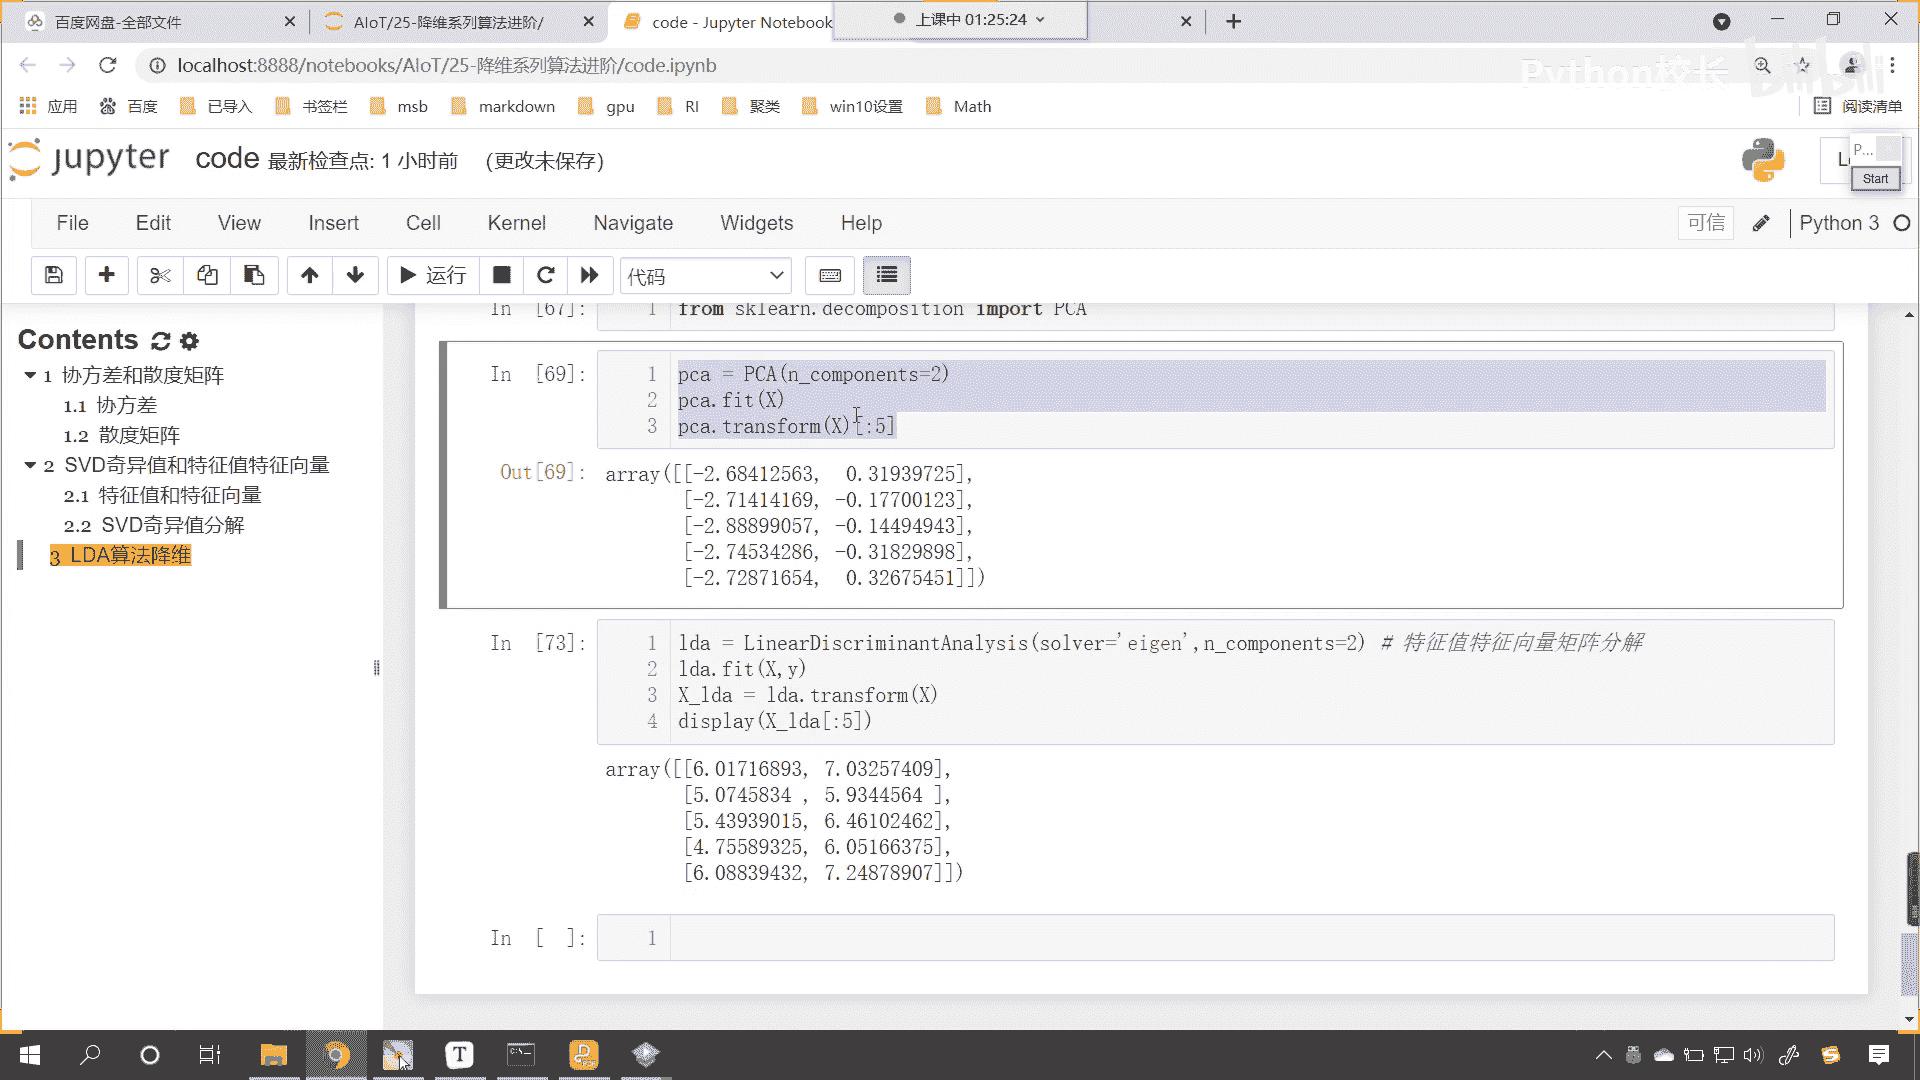 百度网盘-全部文件
AIoT/25-降维系列算法进阶/
code - Jupyter Notebook
上课中 01:25:24
localhost:8888/notebooks/AIoT/25-降维系列算法进阶/code.ipynb
Python校长
bilibili
应用 百度 已导入 书签栏 msb markdown gpu RI 聚类 win10设置 Math 阅读清单
jupyter code 最新检查点: 1 小时前 (更改未保存)
P...
Start
File Edit View Insert Cell Kernel Navigate Widgets Help 可信 Python 3
运行 代码
Contents
1 协方差和散度矩阵
1.1 协方差
1.2 散度矩阵
2 SVD奇异值和特征值特征向量
2.1 特征值和特征向量
2.2 SVD奇异值分解
3 LDA算法降维
In [67]: 1 from sklearn.decomposition import PCA
In [69]: 1 pca = PCA(n_components=2)
2 pca.fit(X)
3 pca.transform(X)[:5]
Out[69]: array([[-2.68412563, 0.31939725],
[-2.71414169, -0.17700123],
[-2.88899057, -0.14494943],
[-2.74534286, -0.31829898],
[-2.72871654, 0.32675451]])
In [73]: 1 lda = LinearDiscriminantAnalysis(solver='eigen',n_components=2) # 特征值特征向量矩阵分解
2 lda.fit(X,y)
3 X_lda = lda.transform(X)
4 display(X_lda[:5])
array([[6.01716893, 7.03257409],
[5.0745834 , 5.9344564 ],
[5.43939015, 6.46102462],
[4.75589325, 6.05166375],
[6.08839432, 7.24878907]])
In [ ]: 1